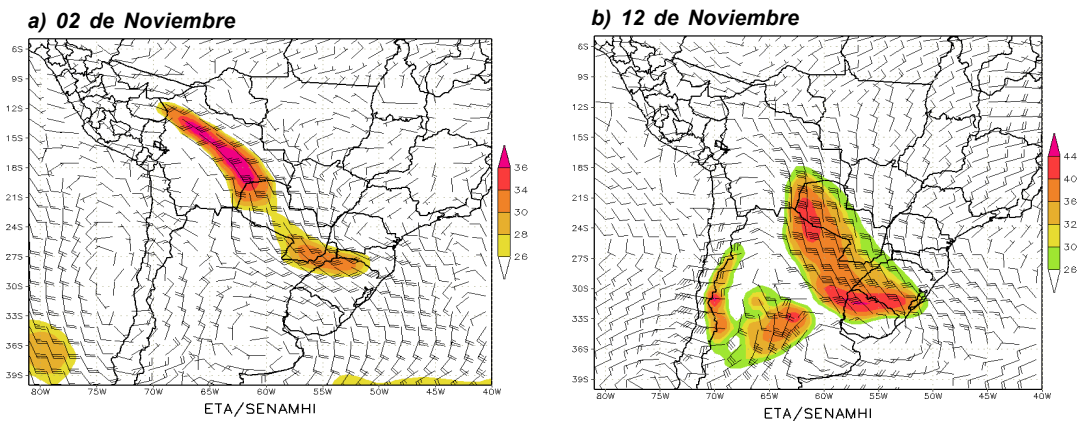 a) 02 de Noviembre
6S
9S
12S
15S
18S
21S
24S
27S
30S
33S
36S
39S
80W
75W
70W
65W
60W
55W
50W
45W
40W
36
34
30
28
26
ETA/SENAMHI
b) 12 de Noviembre
6S
9S
12S
15S
18S
21S
24S
27S
30S
33S
36S
39S
80W
75W
70W
65W
60W
55W
50W
45W
40W
44
40
36
32
30
26
ETA/SENAMHI